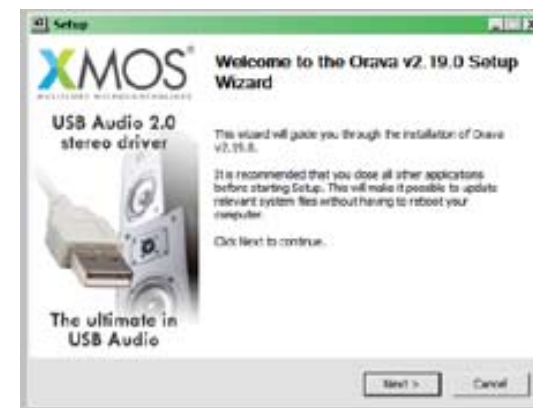 Setup
XMOS
Welcome to the Orava v2.19.0 Setup
Wizard
USB Audio 2.0
stereo driver
This wizard will guide you through the installation of Orava
v2.19.0.
It is recommended that you close all other applications
before starting Setup. This will make it possible to update
relevant system files without having to reboot your
computer.
Click Next to continue.
The ultimate in
USB Audio
Next >
Cancel